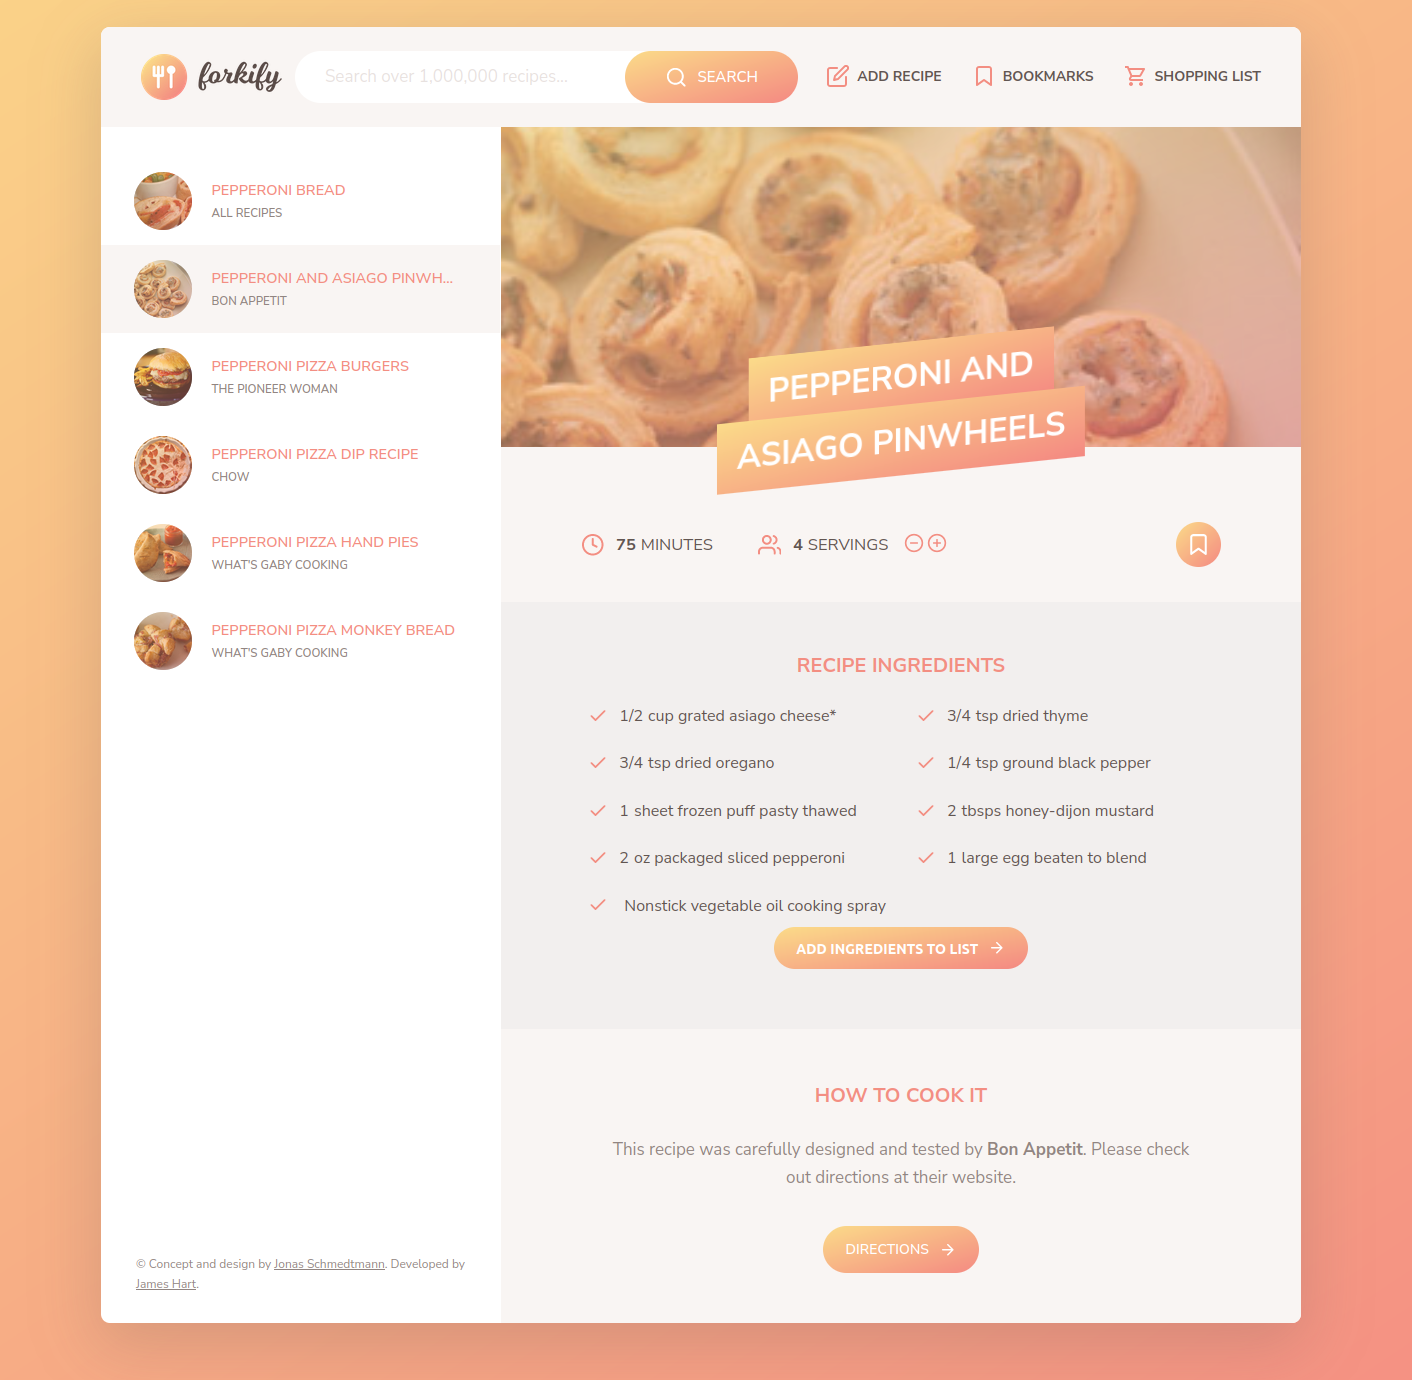 forkify
Search over 1,000,000 recipes...
SEARCH
ADD RECIPE
BOOKMARKS
SHOPPING LIST
PEPPERONI BREAD
ALL RECIPES
PEPPERONI AND ASIAGO PINWH...
BON APPETIT
PEPPERONI PIZZA BURGERS
THE PIONEER WOMAN
PEPPERONI PIZZA DIP RECIPE
CHOW
PEPPERONI PIZZA HAND PIES
WHAT'S GABY COOKING
PEPPERONI PIZZA MONKEY BREAD
WHAT'S GABY COOKING
© Concept and design by Jonas Schmedtmann. Developed by
James Hart.
PEPPERONI AND
ASIAGO PINWHEELS
75 MINUTES
4 SERVINGS
RECIPE INGREDIENTS
1/2 cup grated asiago cheese*
3/4 tsp dried thyme
3/4 tsp dried oregano
1/4 tsp ground black pepper
1 sheet frozen puff pasty thawed
2 tbsps honey-dijon mustard
2 oz packaged sliced pepperoni
1 large egg beaten to blend
Nonstick vegetable oil cooking spray
ADD INGREDIENTS TO LIST
HOW TO COOK IT
This recipe was carefully designed and tested by Bon Appetit. Please check
out directions at their website.
DIRECTIONS